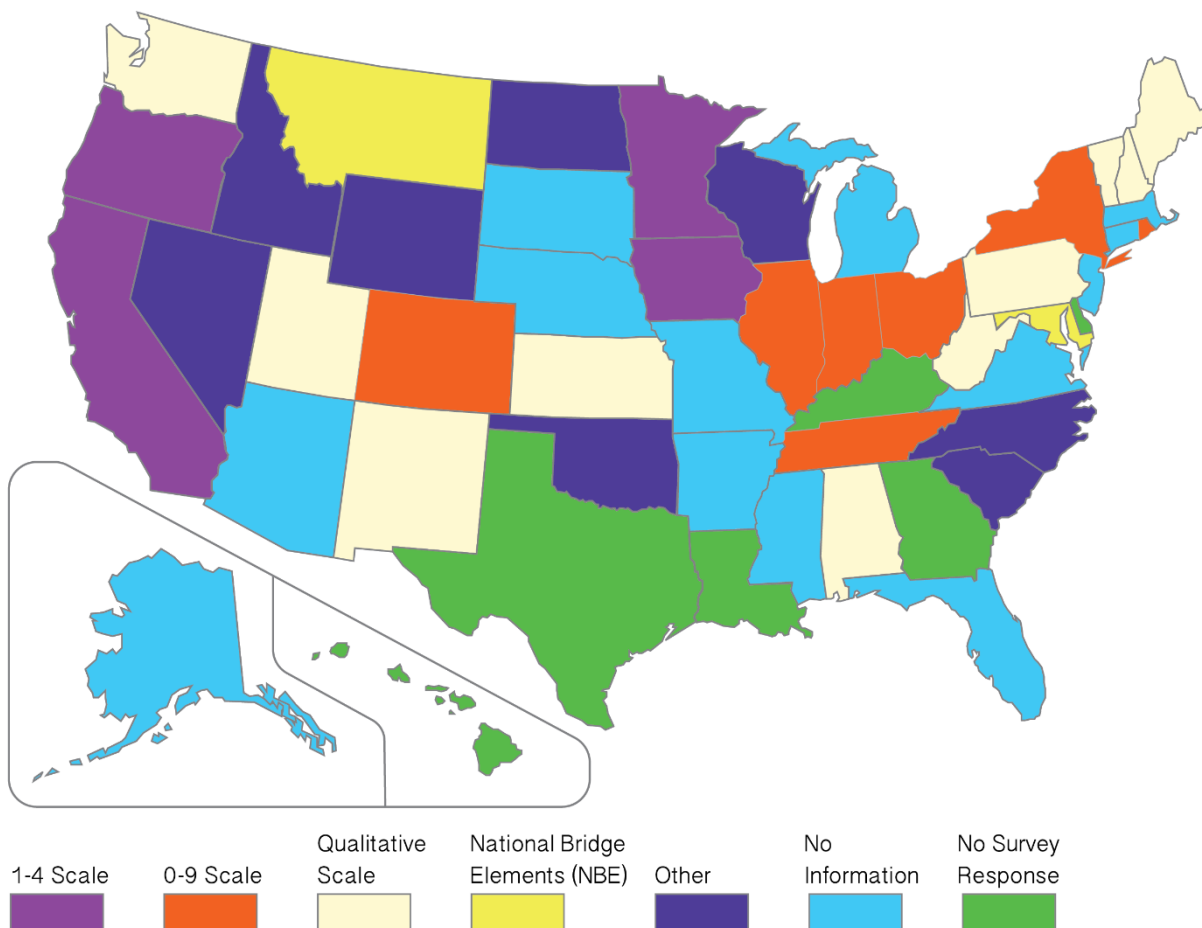 Qualitative National Bridge No No Survey
1-4 Scale 0-9 Scale Scale Elements (NBE) Other Information Response